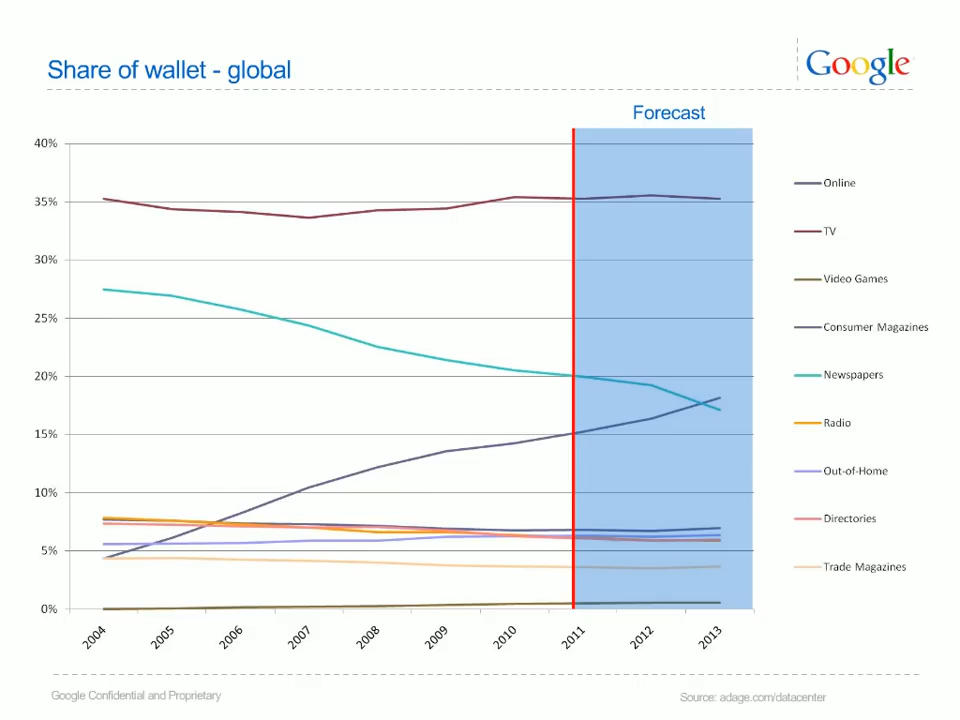 Share of wallet - global
Google
Forecast
40%
35%
30%
25%
20%
15%
10%
5%
0%
2004
2005
2006
2007
2008
2009
2010
2011
2012
2013
Online
TV
Video Games
Consumer Magazines
Newspapers
Radio
Out-of-Home
Directories
Trade Magazines
Google Confidential and Proprietary
Source: adage.com/datacenter